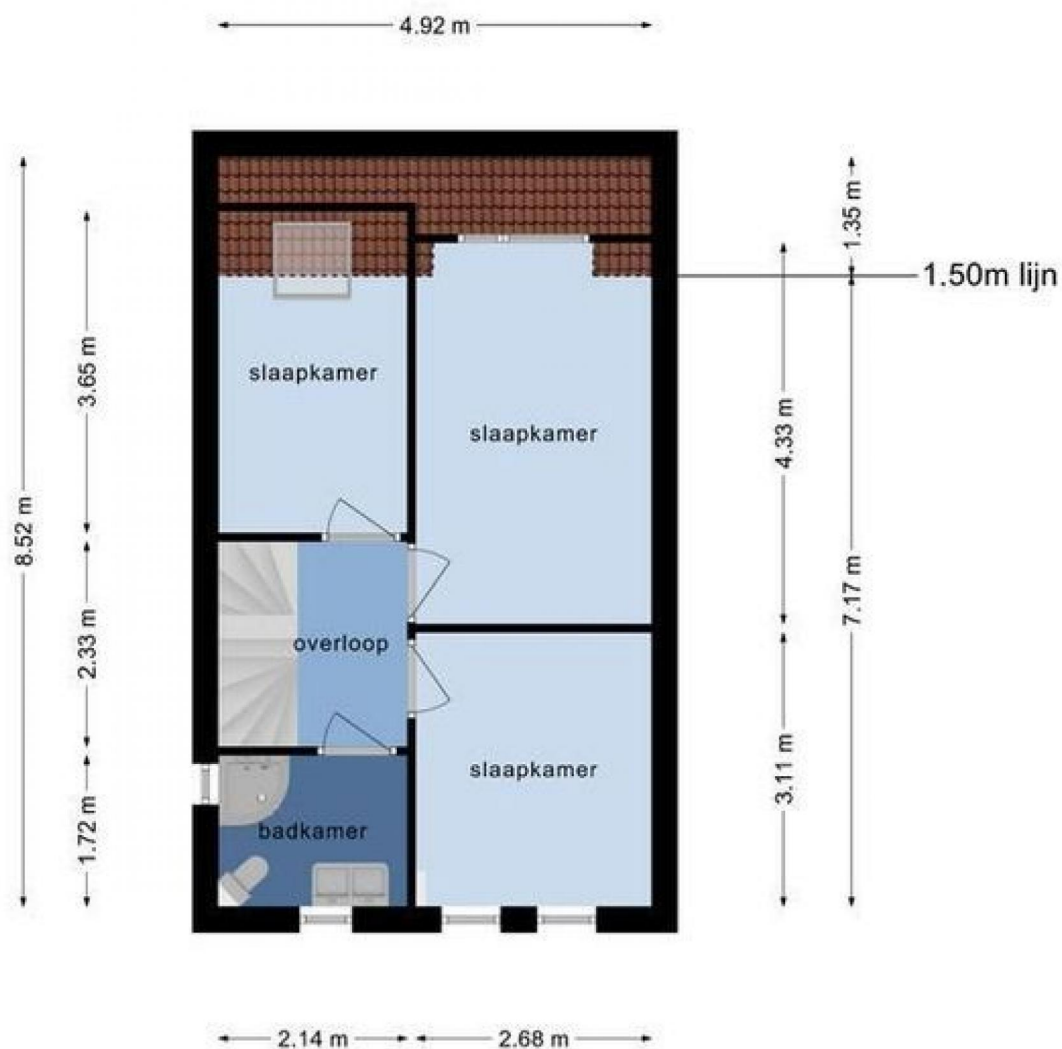 4.92 m
1.35 m
1.50m lijn
3.65 m
slaapkamer
slaapkamer
4.33 m
8.52 m
7.17 m
2.33 m
overloop
slaapkamer
3.11 m
1.72 m
badkamer
2.14 m
2.68 m